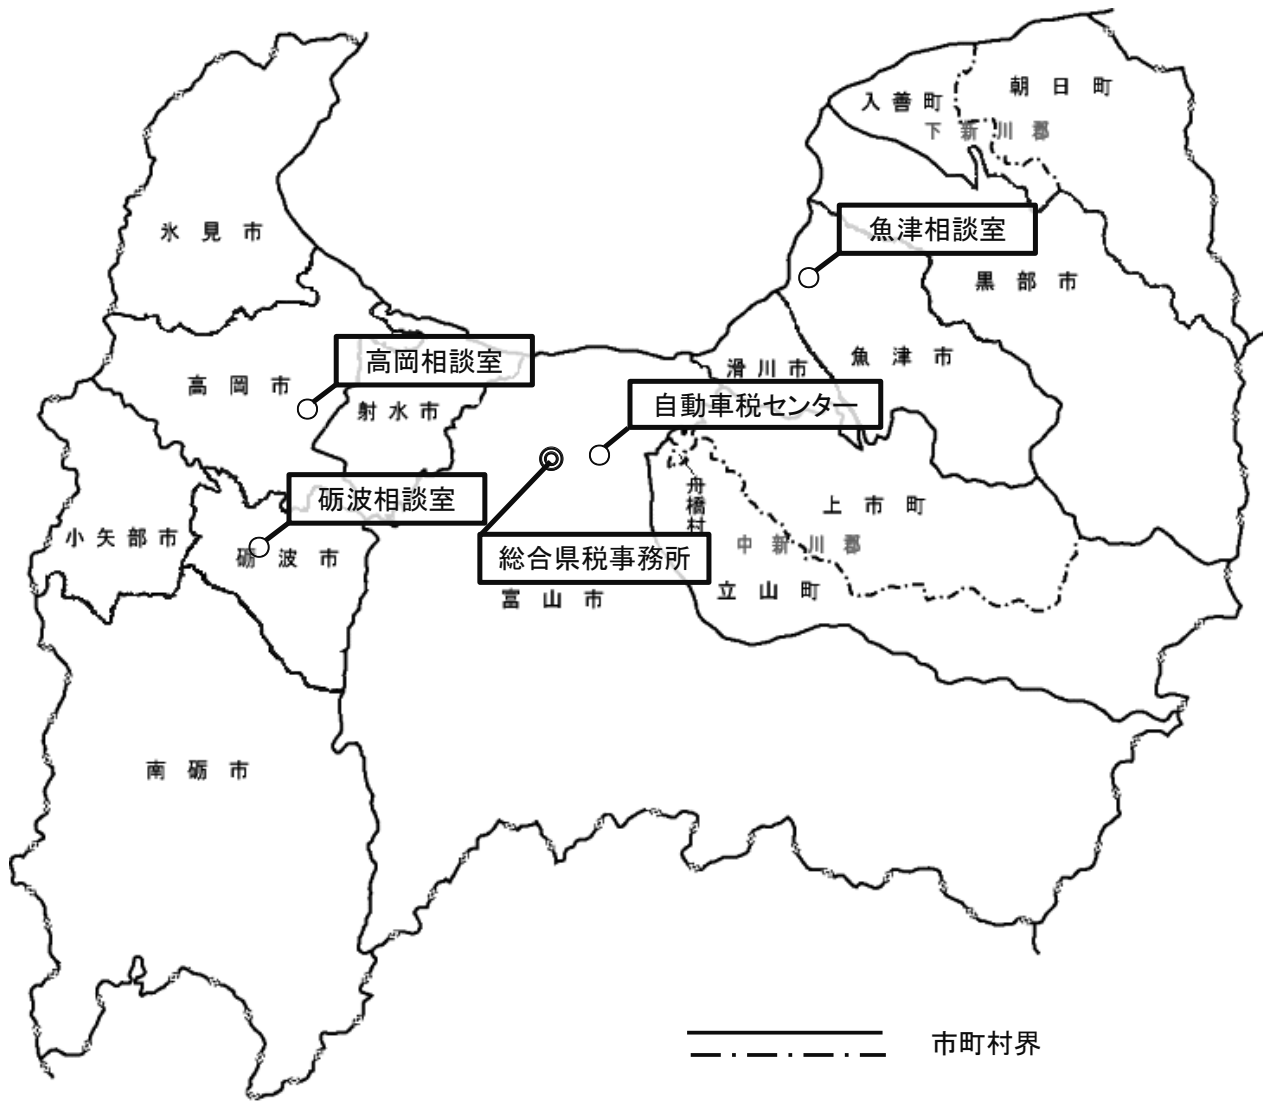 朝日町
入善町
下新川郡
魚津相談室
氷見市
黒部市
高岡相談室
魚津市
滑川市
高岡市
射水市
自動車税センター
砺波相談室
舟橋村
上市町
小矢部市
砺波市
総合県税事務所
中新川郡
立山町
富山市
南砺市
市町村界